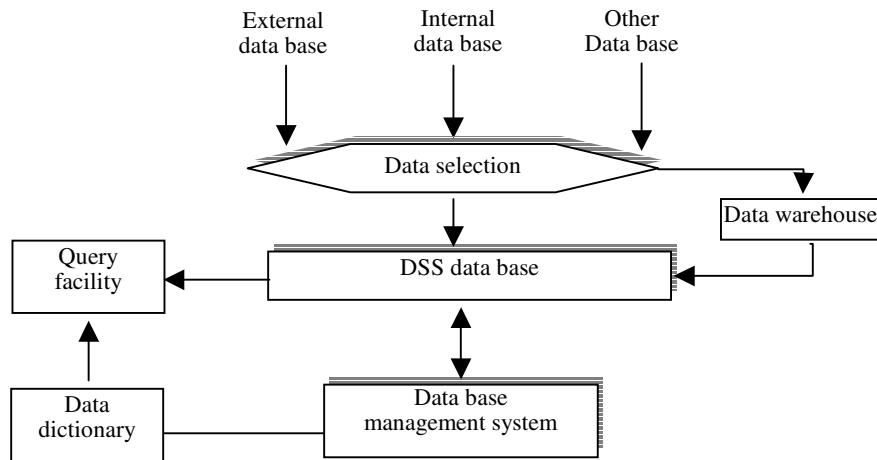 External
data base
Internal
data base
Other
Data base
Data selection
Data warehouse
Query
facility
DSS data base
Data
dictionary
Data base
management system